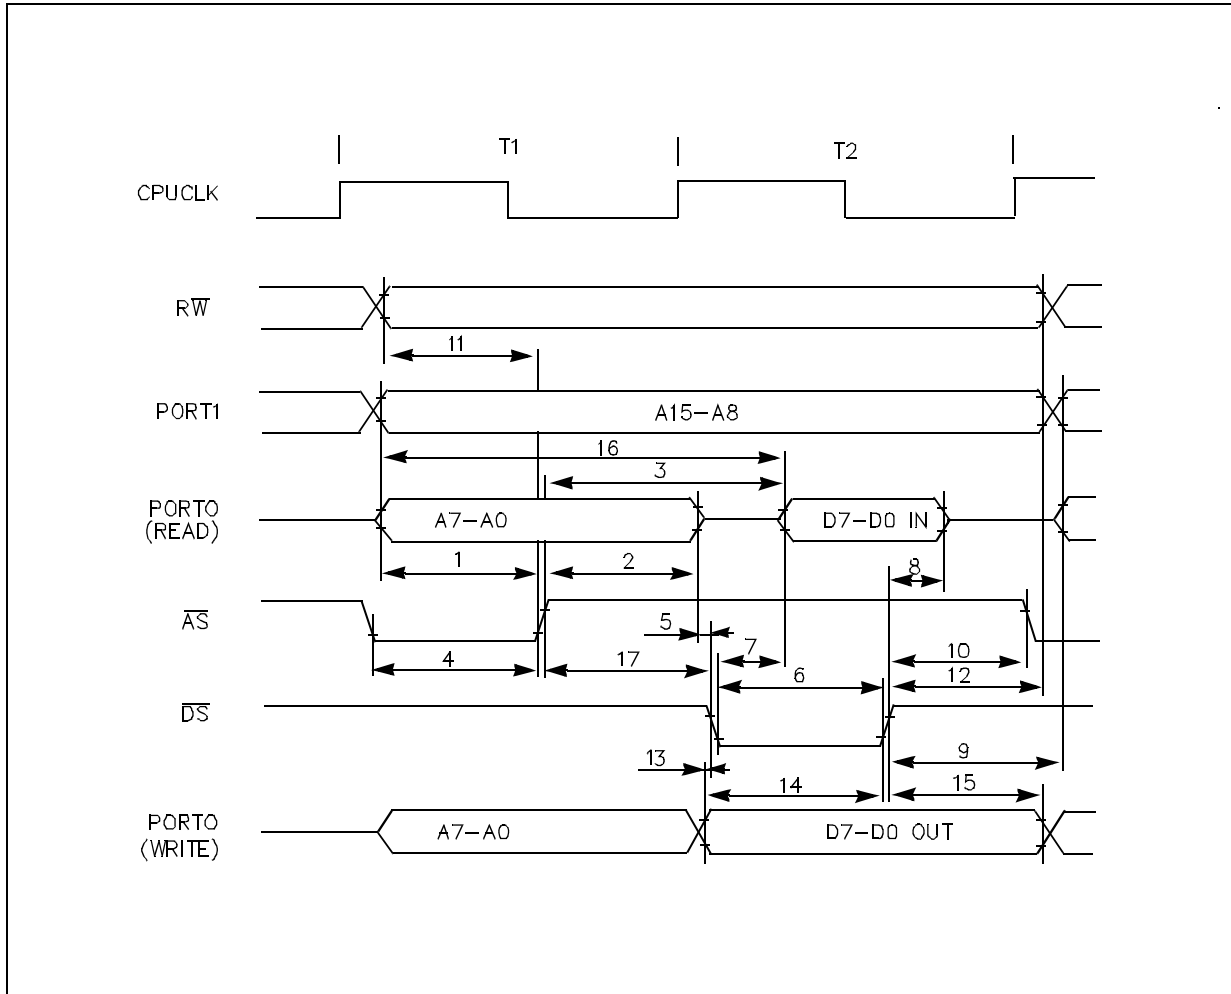 T1
T2
CPUCLK
RW
11
PORT1
A15-A8
16
3
PORTO
(READ)
A7-A0
D7-D0 IN
1
2
8
AS
5
7
4
17
10
6
12
DS
9
13
14
15
PORTO
(WRITE)
A7-A0
D7-D0 OUT